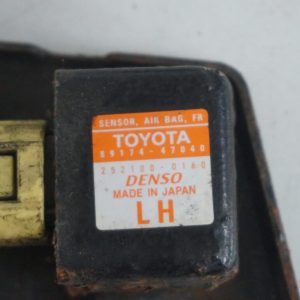 SENSOR, AIR BAG, FR
TOYOTA
89174-47040
252100-0160
DENSO
MADE IN JAPAN
LH